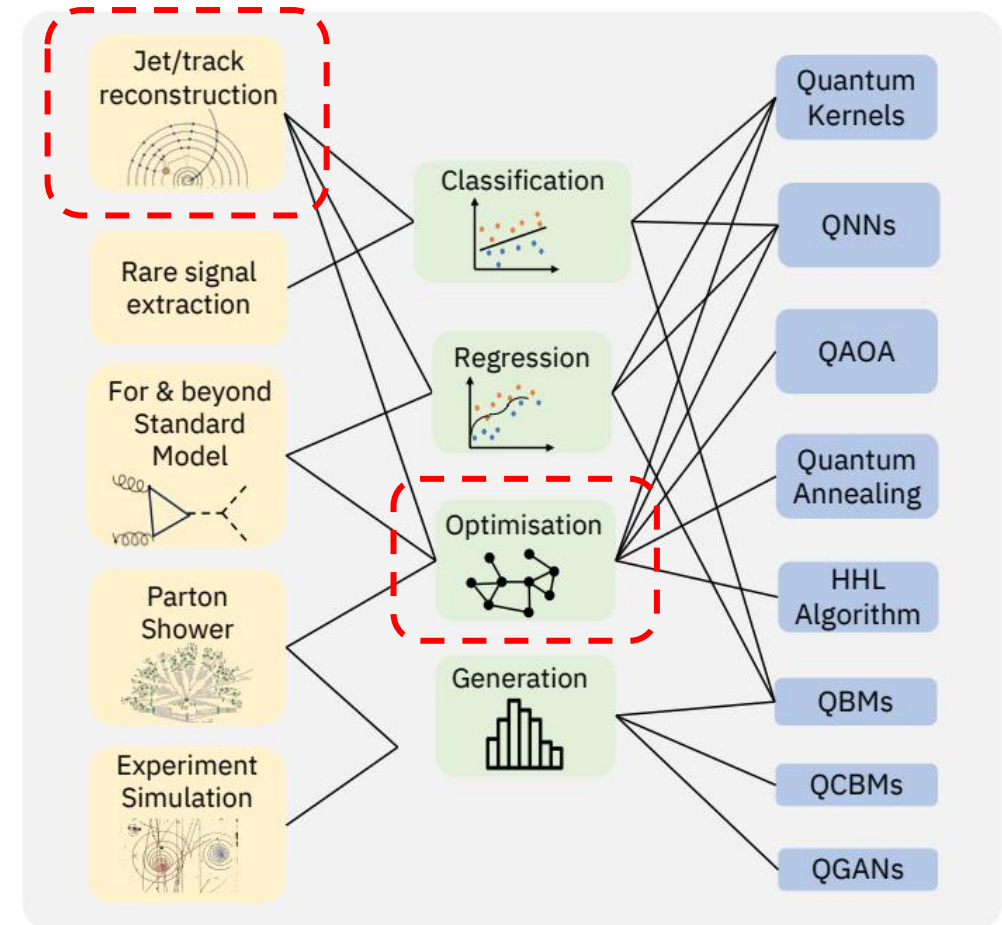 Jet/track
reconstruction
Rare signal
extraction
For & beyond
Standard
Model
Parton
Shower
Experiment
Simulation
Classification
Regression
Optimisation
Generation
Quantum
Kernels
QNNs
QAOA
Quantum
Annealing
HHL
Algorithm
QBMs
QCBMs
QGANs